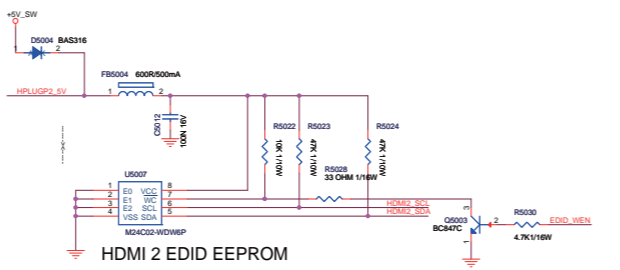 +5V_SW
D5004 BAS316
1 2
FB5004 600R/500mA
HPLUGP2_5V 1 2
C5012
100N 16V
R5022
10K 1/10W
R5023
47K 1/10W
R5024
47K 1/10W
R5028
33 OHM 1/16W
U5007
1 E0 VCC 8
2 E1 WC 7
3 E2 SCL 6
4 VSS SDA 5
M24C02-WDW6P
HDMI2_SCL
HDMI2_SDA
3
Q5003
BC847C
2
1
R5030
4.7K1/16W
EDID_WEN
HDMI 2 EDID EEPROM